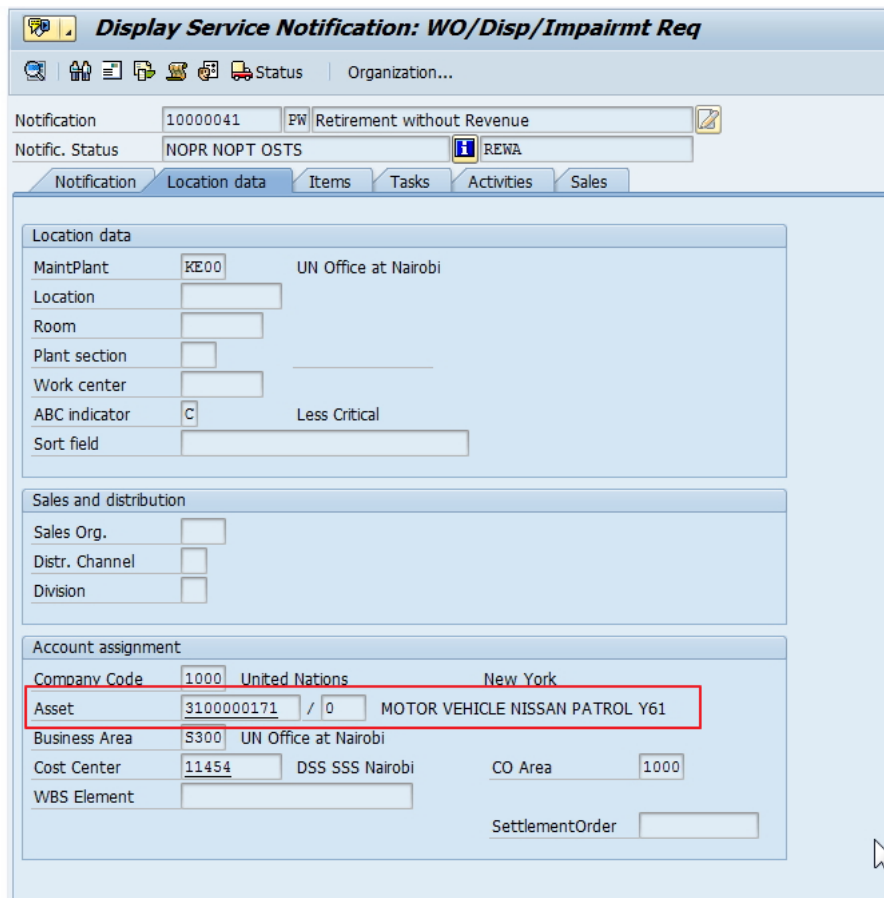 Display Service Notification: WO/Disp/Impairmt Req
Status Organization...
Notification 10000041 PW Retirement without Revenue
Notific. Status NOPR NOPT OSTS REWA
Notification Location data Items Tasks Activities Sales
Location data
MaintPlant KE00 UN Office at Nairobi
Location
Room
Plant section
Work center
ABC indicator C Less Critical
Sort field
Sales and distribution
Sales Org.
Distr. Channel
Division
Account assignment
Company Code 1000 United Nations New York
Asset 3100000171 / 0 MOTOR VEHICLE NISSAN PATROL Y61
Business Area S300 UN Office at Nairobi
Cost Center 11454 DSS SSS Nairobi CO Area 1000
WBS Element
SettlementOrder